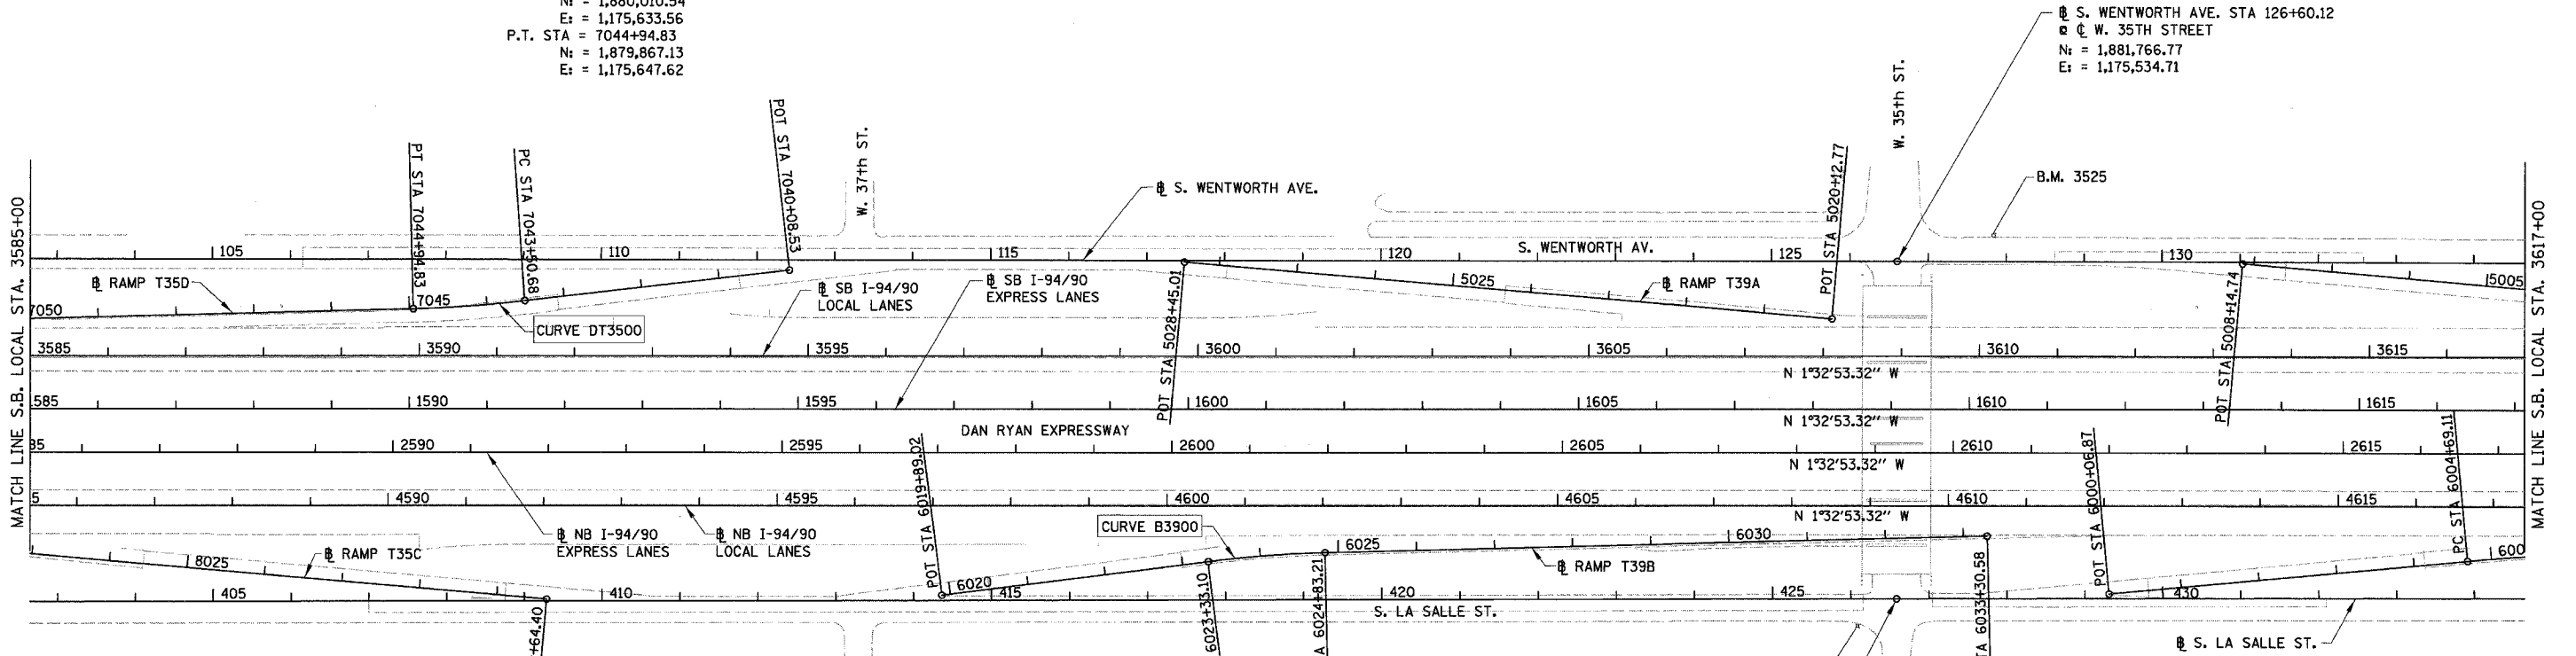 N: = 1,880,010.54
E: = 1,175,633.56
P.T. STA = 7044+94.83
N: = 1,879,867.13
E: = 1,175,647.62
℄ S. WENTWORTH AVE. STA 126+60.12
@ ℄ W. 35TH STREET
N: = 1,881,766.77
E: = 1,175,534.71
PT STA 7044+94.83
PC STA 7043+50.68
POT STA 7040+08.53
W. 37th ST.
S. WENTWORTH AVE.
POT STA 5020+12.77
W. 35th ST.
B.M. 3525
MATCH LINE S.B. LOCAL STA. 3585+00
MATCH LINE S.B. LOCAL STA. 3617+00
105 110 115 120 S. WENTWORTH AV. 125 130
RAMP T35D
7050 7045
CURVE DT3500
SB I-94/90
LOCAL LANES
SB I-94/90
EXPRESS LANES
POT STA 5028+45.01
5025
RAMP T39A
POT STA 5008+14.74
5005
3585 3590 3595 3600 3605 3610 3615
N 1°32'53.32" W
1585 1590 1595 1600 1605 1610 1615
DAN RYAN EXPRESSWAY
N 1°32'53.32" W
85 2590 2595 2600 2605 2610 2615
N 1°32'53.32" W
5 4590 4595 4600 4605 4610 4615
N 1°32'53.32" W
NB I-94/90
EXPRESS LANES
NB I-94/90
LOCAL LANES
POT STA 6019+89.02
CURVE B3900
POT STA 6000+06.87
PC STA 6004+69.11
RAMP T35C
8025
6020 6025 6030 600
RAMP T39B
405 410 415 420 425 430
S. LA SALLE ST.
+64.40
6023+33.10
A 6024+83.21
TA 6033+30.58
S. LA SALLE ST.